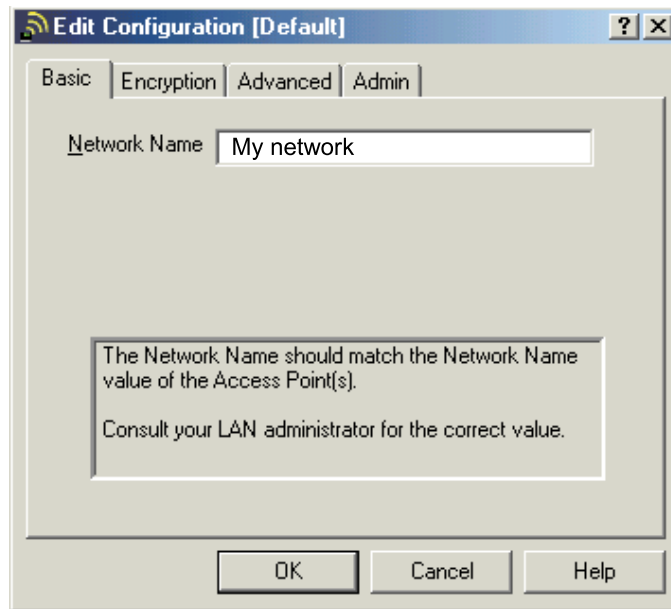 Edit Configuration [Default]
? X
Basic Encryption Advanced Admin
Network Name My network
The Network Name should match the Network Name
value of the Access Point(s).
Consult your LAN administrator for the correct value.
OK Cancel Help